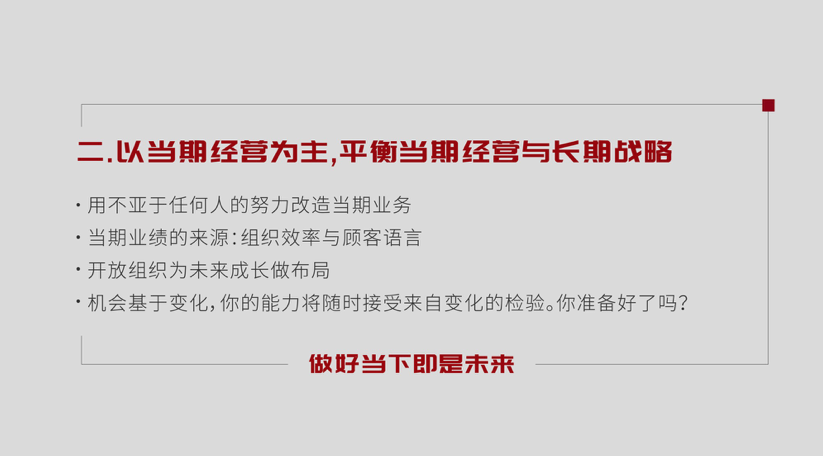 二.以当期经营为主,平衡当期经营与长期战略
·用不亚于任何人的努力改造当期业务
·当期业绩的来源:组织效率与顾客语言
·开放组织为未来成长做布局
·机会基于变化,你的能力将随时接受来自变化的检验。你准备好了吗?
做好当下即是未来